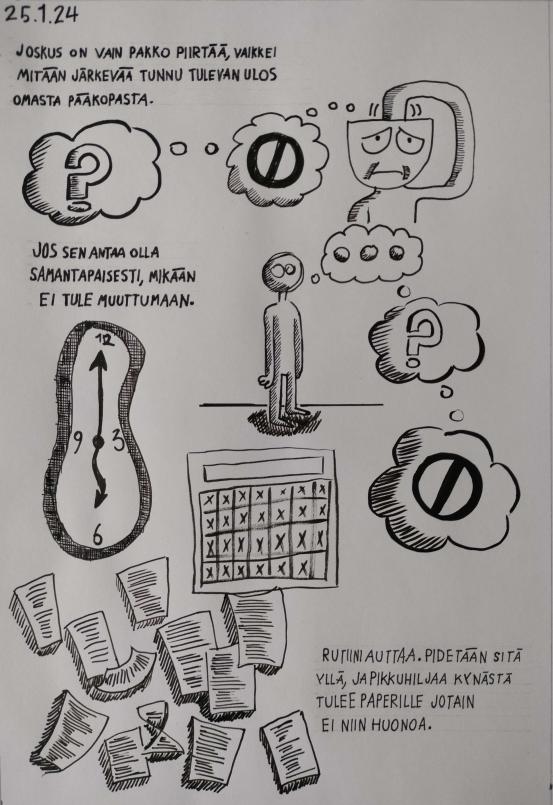 25.1.24
JOSKUS ON VAIN PAKKO PIIRTÄÄ, VAIKKEI
MITÄÄN JÄRKEVÄÄ TUNNU TULEVAN ULOS
OMASTA PÄÄKOPASTA.
?
JOS SEN ANTAA OLLA
SAMANTAPAISESTI, MIKÄÄN
EI TULE MUUTTUMAAN.
?
12
9 3
6
X X X X X X X
X X X X X X X
X X X X X X
X X X X X X
RUTIINI AUTTAA. PIDETÄÄN SITÄ
YLLÄ, JA PIKKUHILJAA KYNÄSTÄ
TULEE PAPERILLE JOTAIN
EI NIIN HUONOA.